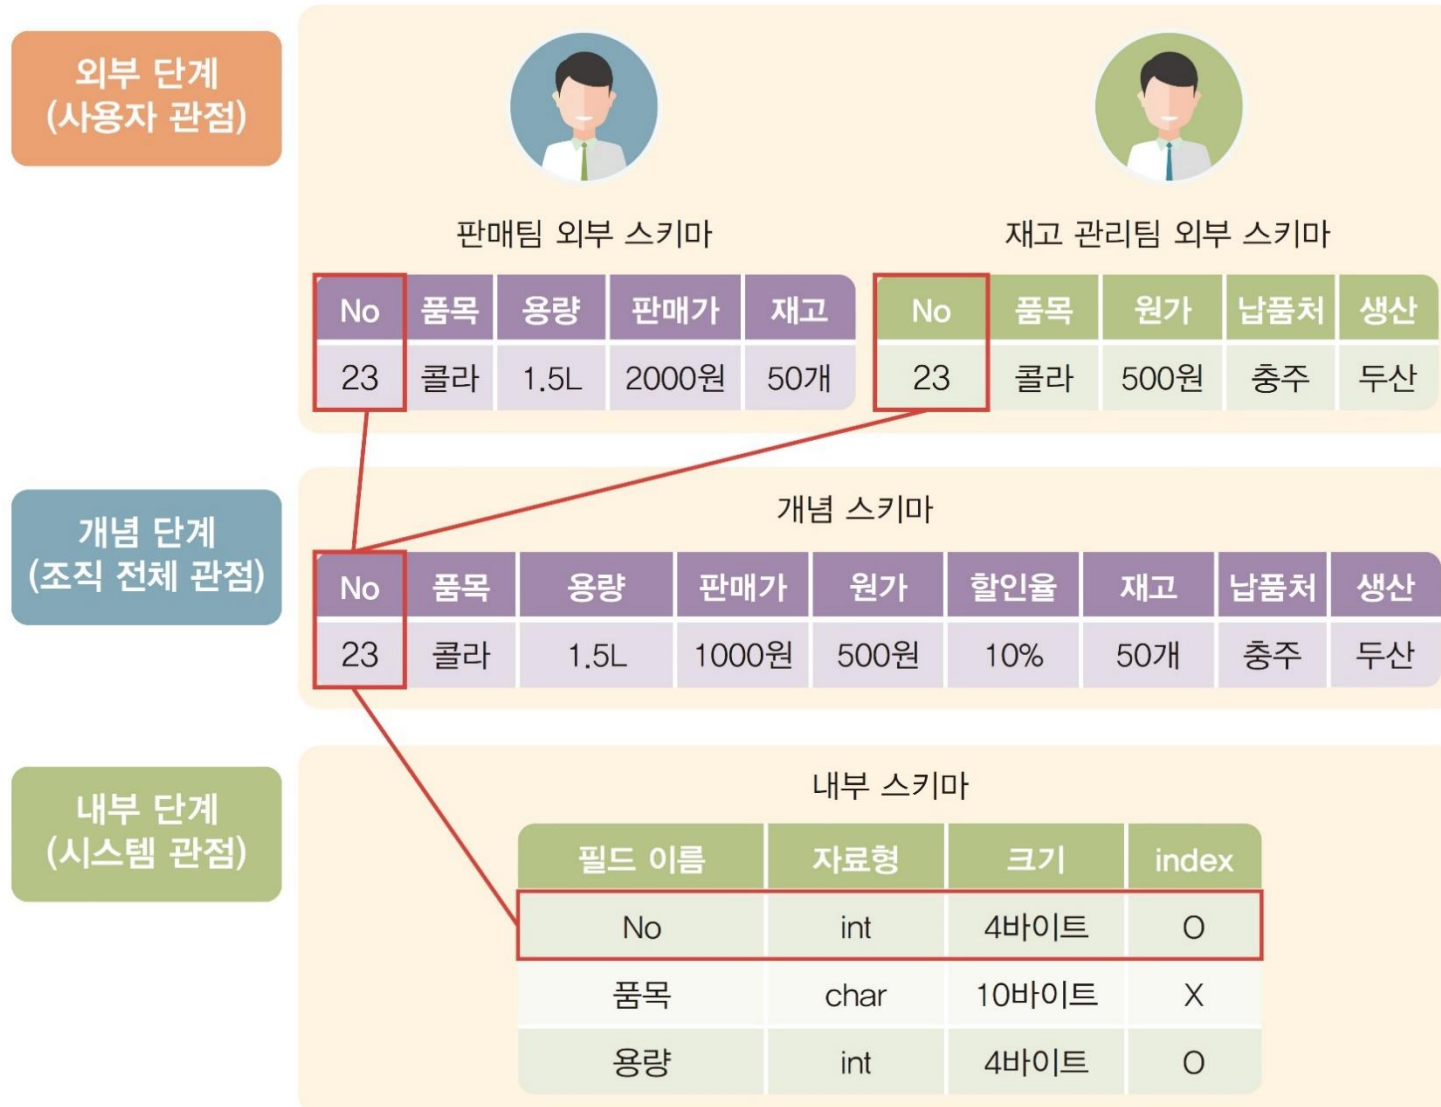 외부 단계
(사용자 관점)
판매팀 외부 스키마
재고 관리팀 외부 스키마
No 품목 용량 판매가 재고
23 콜라 1.5L 2000원 50개
No 품목 원가 납품처 생산
23 콜라 500원 충주 두산
개념 단계
(조직 전체 관점)
개념 스키마
No 품목 용량 판매가 원가 할인율 재고 납품처 생산
23 콜라 1.5L 1000원 500원 10% 50개 충주 두산
내부 단계
(시스템 관점)
내부 스키마
필드 이름 자료형 크기 index
No int 4바이트 O
품목 char 10바이트 X
용량 int 4바이트 O